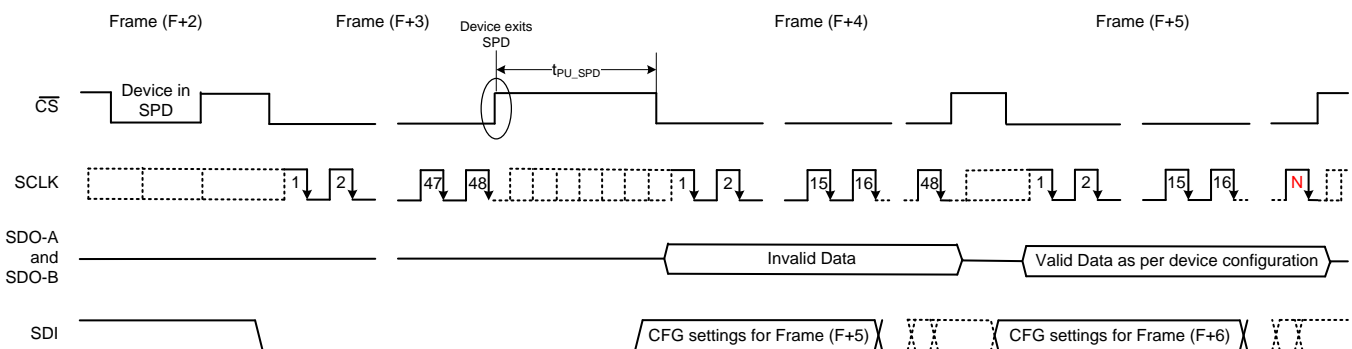 Frame (F+2)
Frame (F+3)
Frame (F+4)
Frame (F+5)
Device exits
SPD
tPU_SPD
CS
Device in
SPD
SCLK
1
2
47
48
1
2
15
16
48
1
2
15
16
N
SDO-A
and
SDO-B
Invalid Data
Valid Data as per device configuration
SDI
CFG settings for Frame (F+5)
CFG settings for Frame (F+6)